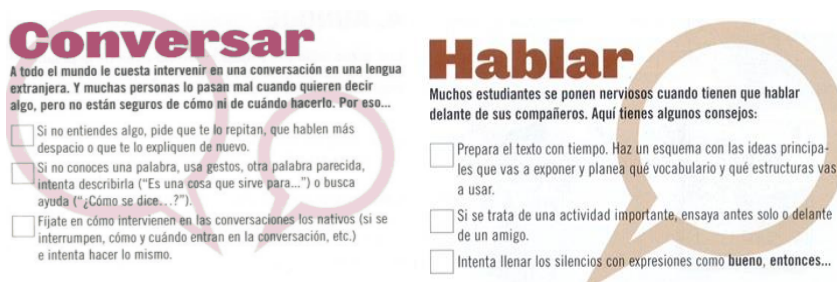 Conversar
A todo el mundo le cuesta intervenir en una conversación en una lengua
extranjera. Y muchas personas lo pasan mal cuando quieren decir
algo, pero no están seguros de cómo ni de cuándo hacerlo. Por eso...
Si no entiendes algo, pide que te lo repitan, que hablen más
despacio o que te lo expliquen de nuevo.
Si no conoces una palabra, usa gestos, otra palabra parecida,
intenta describirla ("Es una cosa que sirve para...") o busca
ayuda ("¿Cómo se dice...?").
Fíjate en cómo intervienen en las conversaciones los nativos (si se
interrumpen, cómo y cuándo entran en la conversación, etc.)
e intenta hacer lo mismo.
Hablar
Muchos estudiantes se ponen nerviosos cuando tienen que hablar
delante de sus compañeros. Aquí tienes algunos consejos:
Prepara el texto con tiempo. Haz un esquema con las ideas principa-
les que vas a exponer y planea qué vocabulario y qué estructuras vas
a usar.
Si se trata de una actividad importante, ensaya antes solo o delante
de un amigo.
Intenta llenar los silencios con expresiones como bueno, entonces...